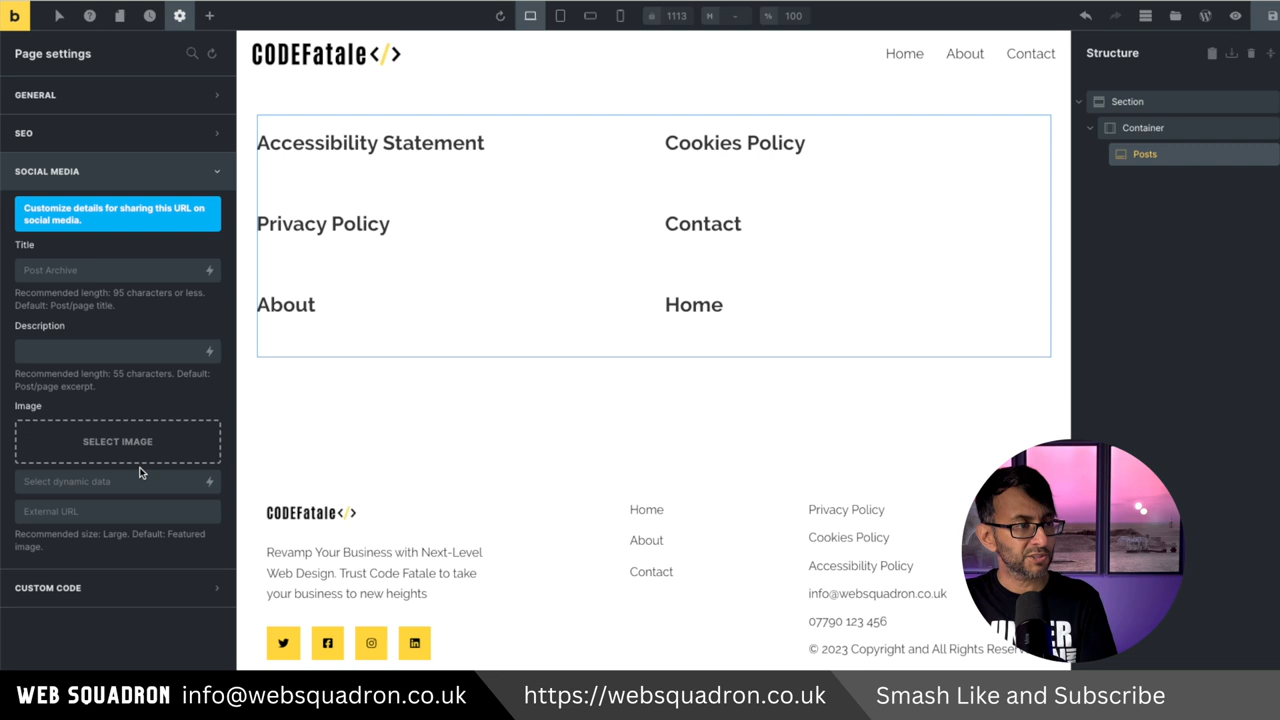 b
1113
H
-
%
100
Page settings
GENERAL
SEO
SOCIAL MEDIA
Customize details for sharing this URL on
social media.
Title
Post Archive
Recommended length: 95 characters or less.
Default: Post/page title.
Description
Recommended length: 55 characters. Default:
Post/page excerpt.
Image
SELECT IMAGE
Select dynamic data
External URL
Recommended size: Large. Default: Featured
image.
CUSTOM CODE
CODEFatale</>
Home About Contact
Accessibility Statement
Cookies Policy
Privacy Policy
Contact
About
Home
CODEFatale</>
Revamp Your Business with Next-Level
Web Design. Trust Code Fatale to take
your business to new heights
Home
About
Contact
Privacy Policy
Cookies Policy
Accessibility Policy
info@websquadron.co.uk
07790 123 456
© 2023 Copyright and All Rights
Structure
Section
Container
Posts
WEB SQUADRON info@websquadron.co.uk https://websquadron.co.uk Smash Like and Subscribe